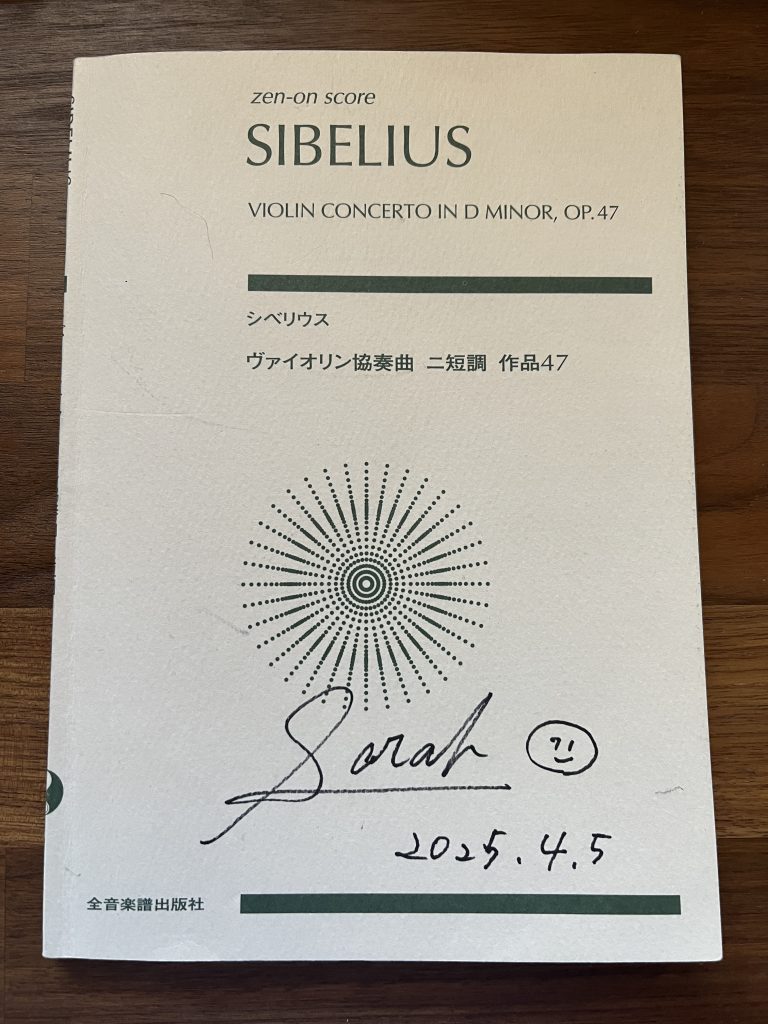 zen-on score
SIBELIUS
VIOLIN CONCERTO IN D MINOR, OP.47
シベリウス
ヴァイオリン協奏曲 ニ短調 作品47
Sarah
2025.4.5
全音楽譜出版社